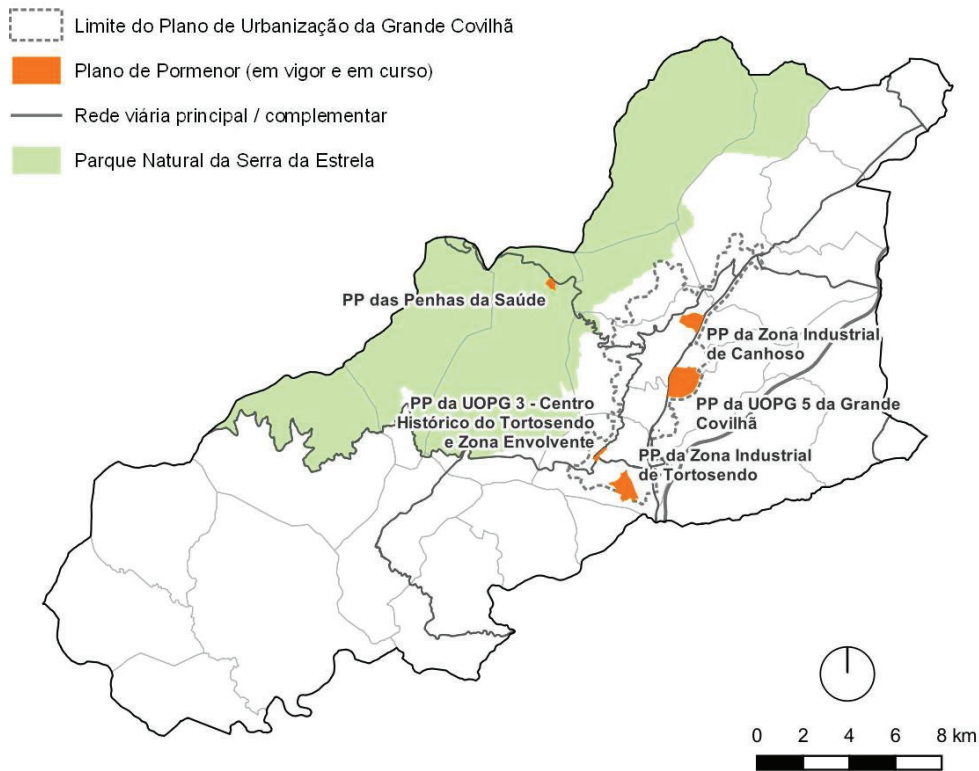 Limite do Plano de Urbanização da Grande Covilhã
Plano de Pormenor (em vigor e em curso)
Rede viária principal / complementar
Parque Natural da Serra da Estrela
PP das Penhas da Saúde
PP da Zona Industrial
de Canhoso
PP da UOPG 3 - Centro
Histórico do Tortosendo
e Zona Envolvente
PP da UOPG 5 da Grande
Covilhã
PP da Zona Industrial
de Tortosendo
0 2 4 6 8 km